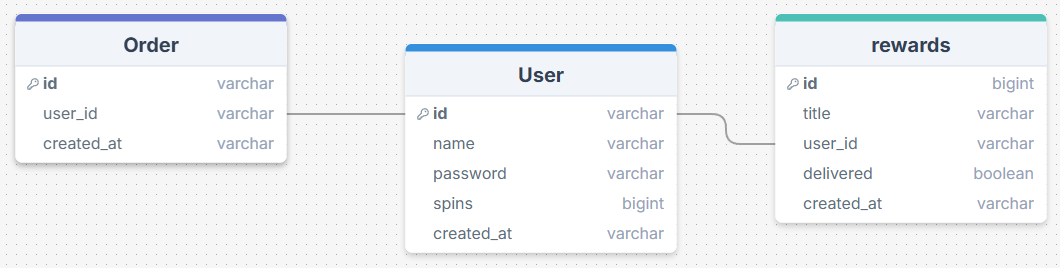 Order
id varchar
user_id varchar
created_at varchar
User
id varchar
name varchar
password varchar
spins bigint
created_at varchar
rewards
id bigint
title varchar
user_id varchar
delivered boolean
created_at varchar